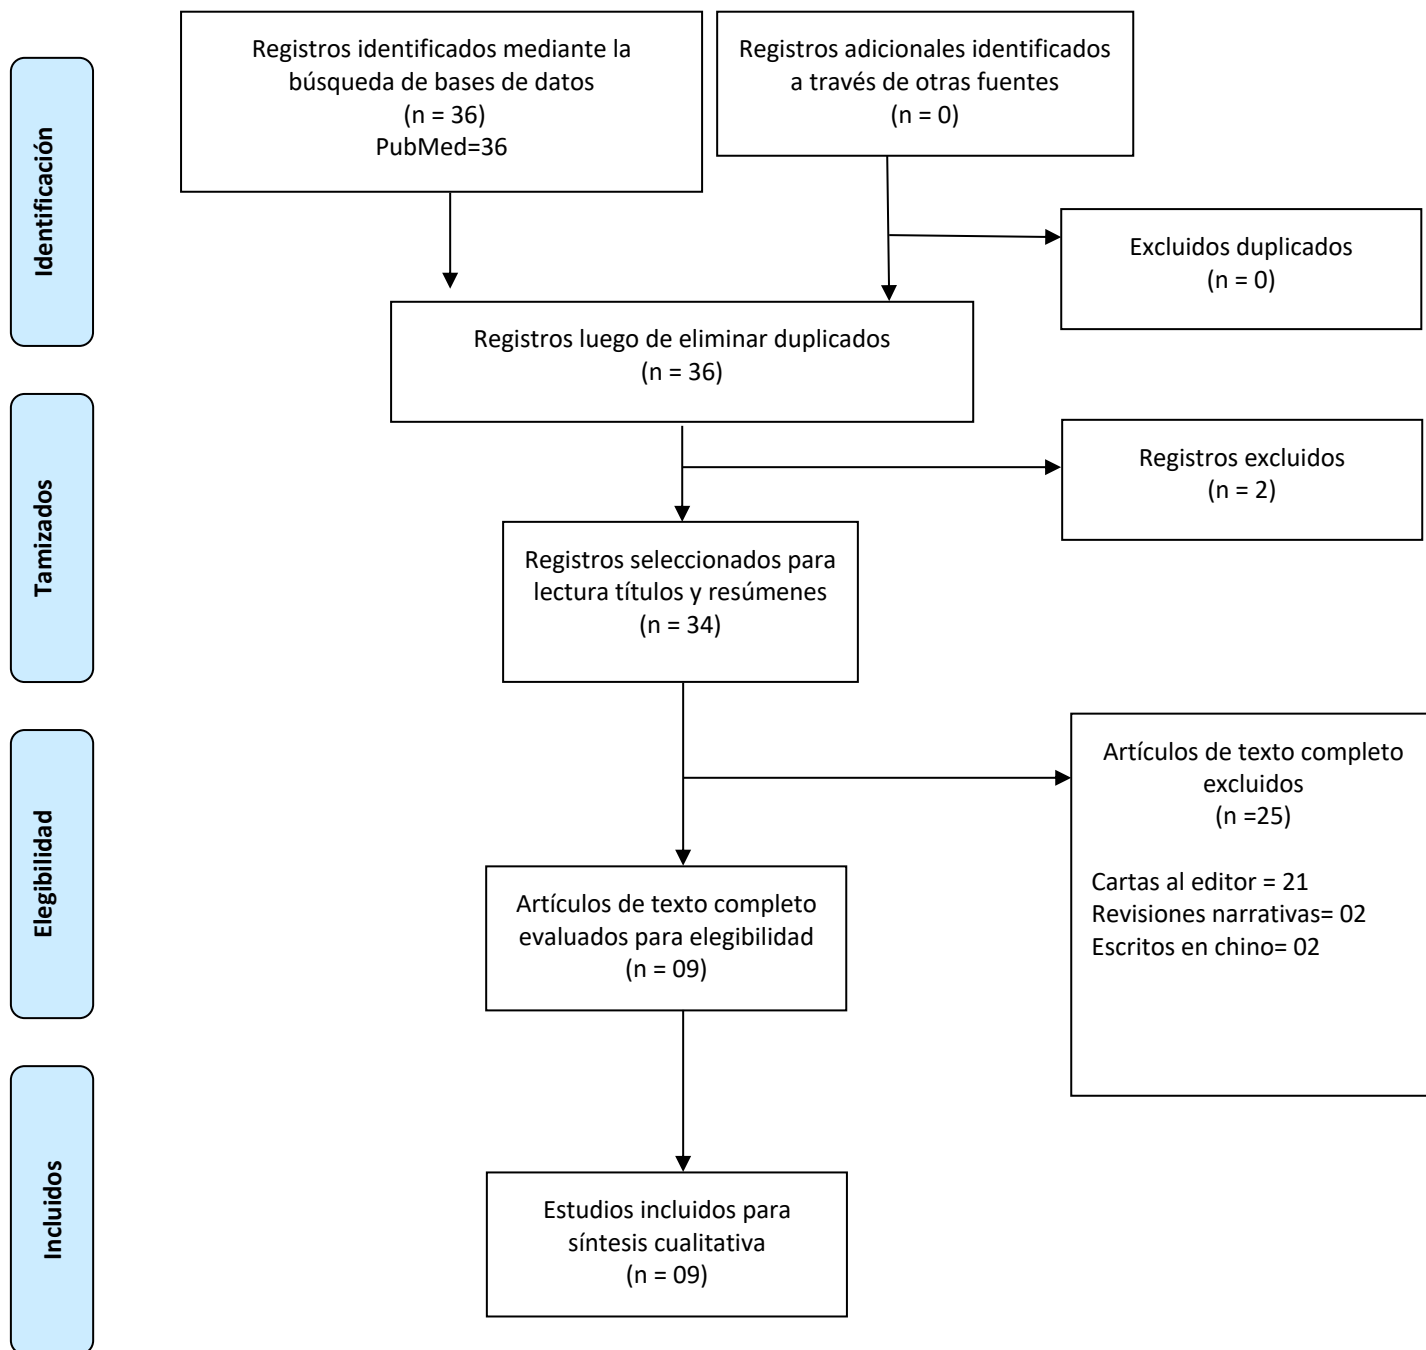 Identificación
Registros identificados mediante la
búsqueda de bases de datos
(n = 36)
PubMed=36
Registros adicionales identificados
a través de otras fuentes
(n = 0)
Excluidos duplicados
(n = 0)
Registros luego de eliminar duplicados
(n = 36)
Tamizados
Registros excluidos
(n = 2)
Registros seleccionados para
lectura títulos y resúmenes
(n = 34)
Elegibilidad
Artículos de texto completo
excluidos
(n =25)
Cartas al editor = 21
Revisiones narrativas= 02
Escritos en chino= 02
Artículos de texto completo
evaluados para elegibilidad
(n = 09)
Incluidos
Estudios incluidos para
síntesis cualitativa
(n = 09)